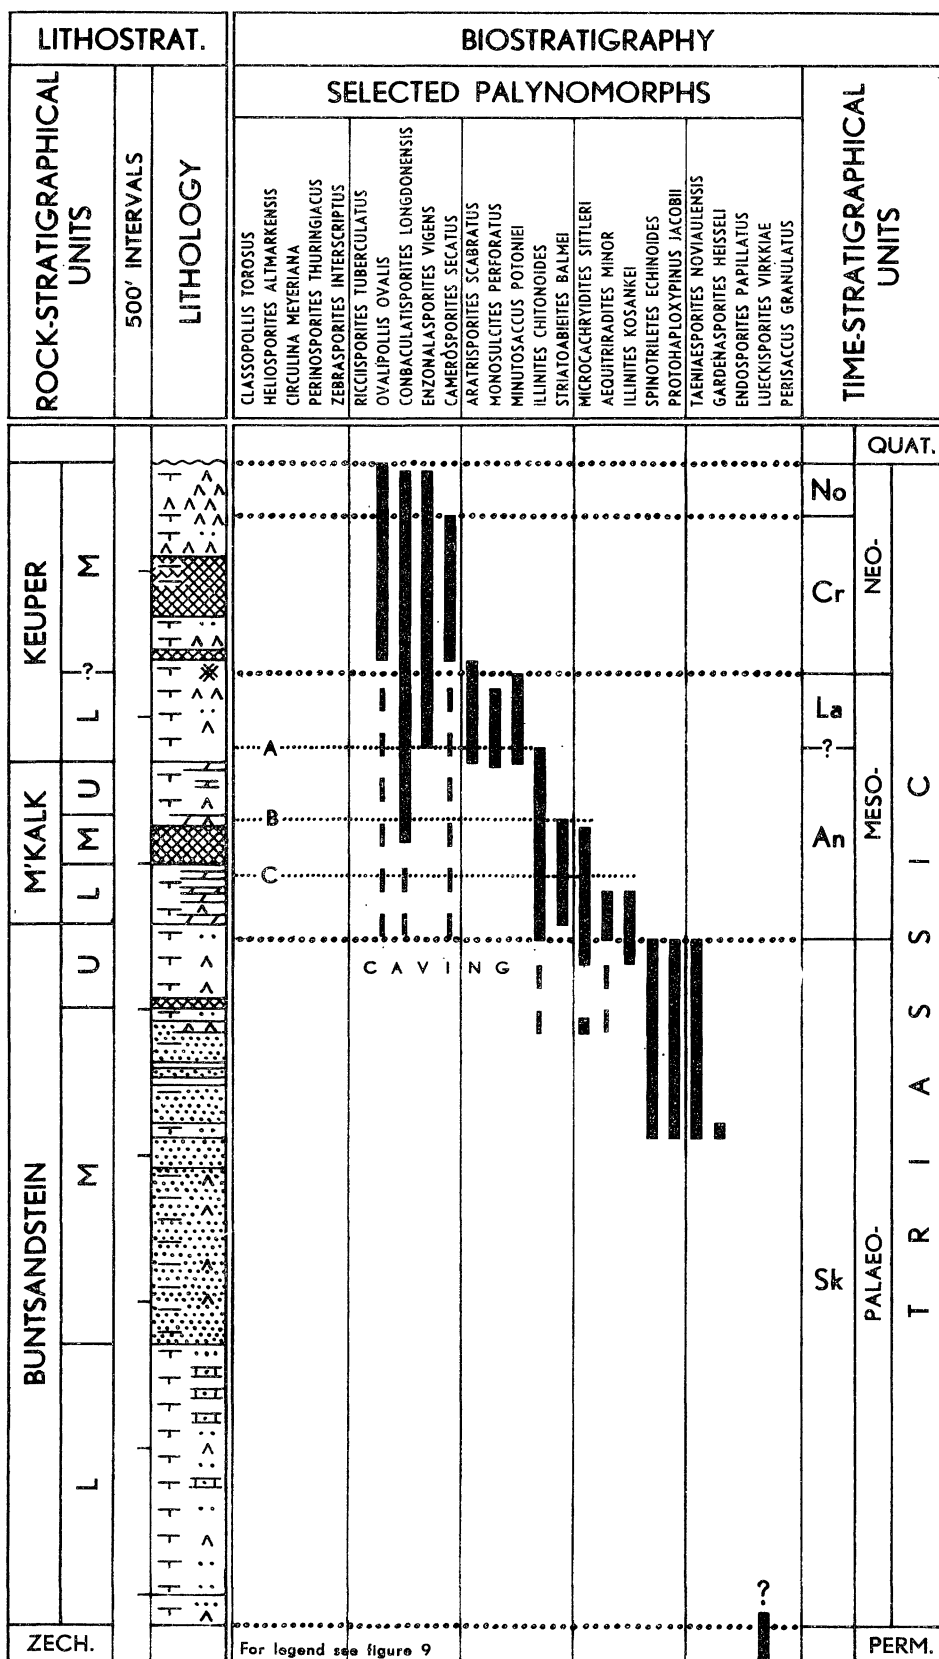 LITHOSTRAT.
BIOSTRATIGRAPHY
ROCK-STRATIGRAPHICAL
UNITS
500' INTERVALS
LITHOLOGY
SELECTED PALYNOMORPHS
CLASSOPOLLIS TOROSUS
HELIOSPORITES ALTMARKENSIS
CIRCULINA MEYERIANA
PERINOSPORITES THURINGIACUS
ZEBRASPORITES INTERSCRIPTUS
RICCIISPORITES TUBERCULATUS
OVALIPOLLIS OVALIS
CONBACULATISPORITES LONGDONENSIS
ENZONALASPORITES VIGENS
CAMEROSPORITES SECATUS
ARATRISPORITES SCABRATUS
MONOSULCITES PERFORATUS
MINUTOSACCUS POTONIEI
ILLINITES CHITONOIDES
STRIATOABIEITES BALMEI
MICROCACHRYIDITES SITTLERI
AEQUITRIRADITES MINOR
ILLINITES KOSANKEI
SPINOTRILETES ECHINOIDES
PROTOHAPLOXYPINUS JACOBII
TAENIAESPORITES NOVIAULENSIS
GARDENASPORITES HEISSELI
ENDOSPORITES PAPILLATUS
LUECKISPORITES VIRKKIAE
PERISACCUS GRANULATUS
TIME-STRATIGRAPHICAL
UNITS
QUAT.
KEUPER
M
?
L
M'KALK
U
M
L
BUNTSANDSTEIN
U
M
L
ZECH.
A
B
C
CAVING
?
No
Cr
La
?
An
Sk
NEO-
MESO-
PALAEO-
TRIASSIC
PERM.
For legend see figure 9